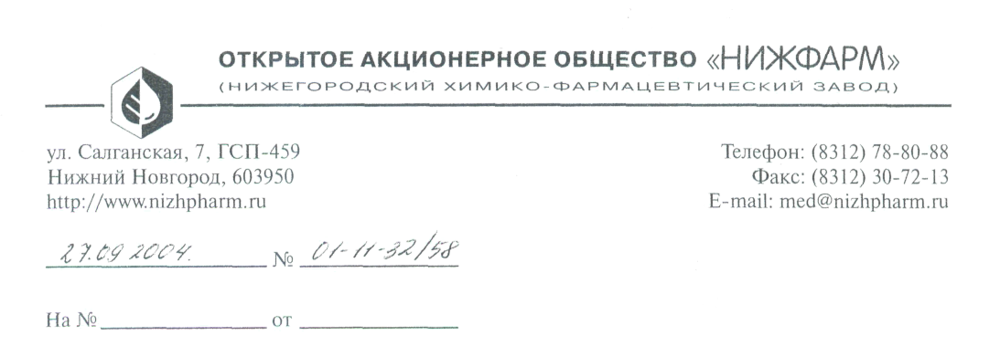 ОТКРЫТОЕ АКЦИОНЕРНОЕ ОБЩЕСТВО «НИЖФАРМ»
(НИЖЕГОРОДСКИЙ ХИМИКО-ФАРМАЦЕВТИЧЕСКИЙ ЗАВОД)
ул. Салганская, 7, ГСП-459
Нижний Новгород, 603950
http://www.nizhpharm.ru
Телефон: (8312) 78-80-88
Факс: (8312) 30-72-13
E-mail: med@nizhpharm.ru
27.09 2004. № 01-11-32/58
На № от